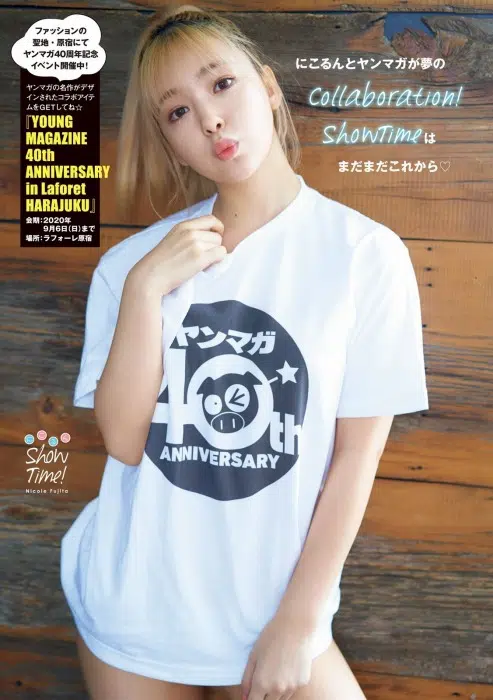 ファッションの
聖地・原宿にて
ヤンマガ40周年記念
イベント開催中!
ヤンマガの名作がデザ
インされたコラボアイテ
ムをGETしてね☆
『YOUNG
MAGAZINE
40th
ANNIVERSARY
in Laforet
HARAJUKU』
会期:2020年
9月6日(日)まで
場所:ラフォーレ原宿
にこるんとヤンマガが夢の
Collaboration!
ShowTimeは
まだまだこれから♡
ヤンマガ
40th
ANNIVERSARY
にこるん
Show
Time!
Nicole Fujita